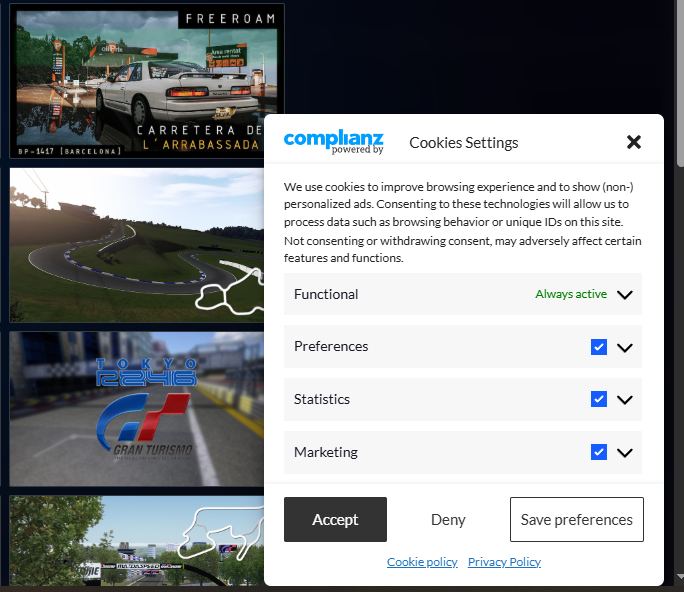 FREEROAM
oliPrix
Àrea rental
CARRETERA DE
L'ARRABASSADA
BP-1417 [BARCELONA]
TOKYO
R246
GRAN TURISMO
complianz
powered by
Cookies Settings
We use cookies to improve browsing experience and to show (non-)
personalized ads. Consenting to these technologies will allow us to
process data such as browsing behavior or unique IDs on this site.
Not consenting or withdrawing consent, may adversely affect certain
features and functions.
Functional
Always active
Preferences
Statistics
Marketing
Accept
Deny
Save preferences
Cookie policy
Privacy Policy